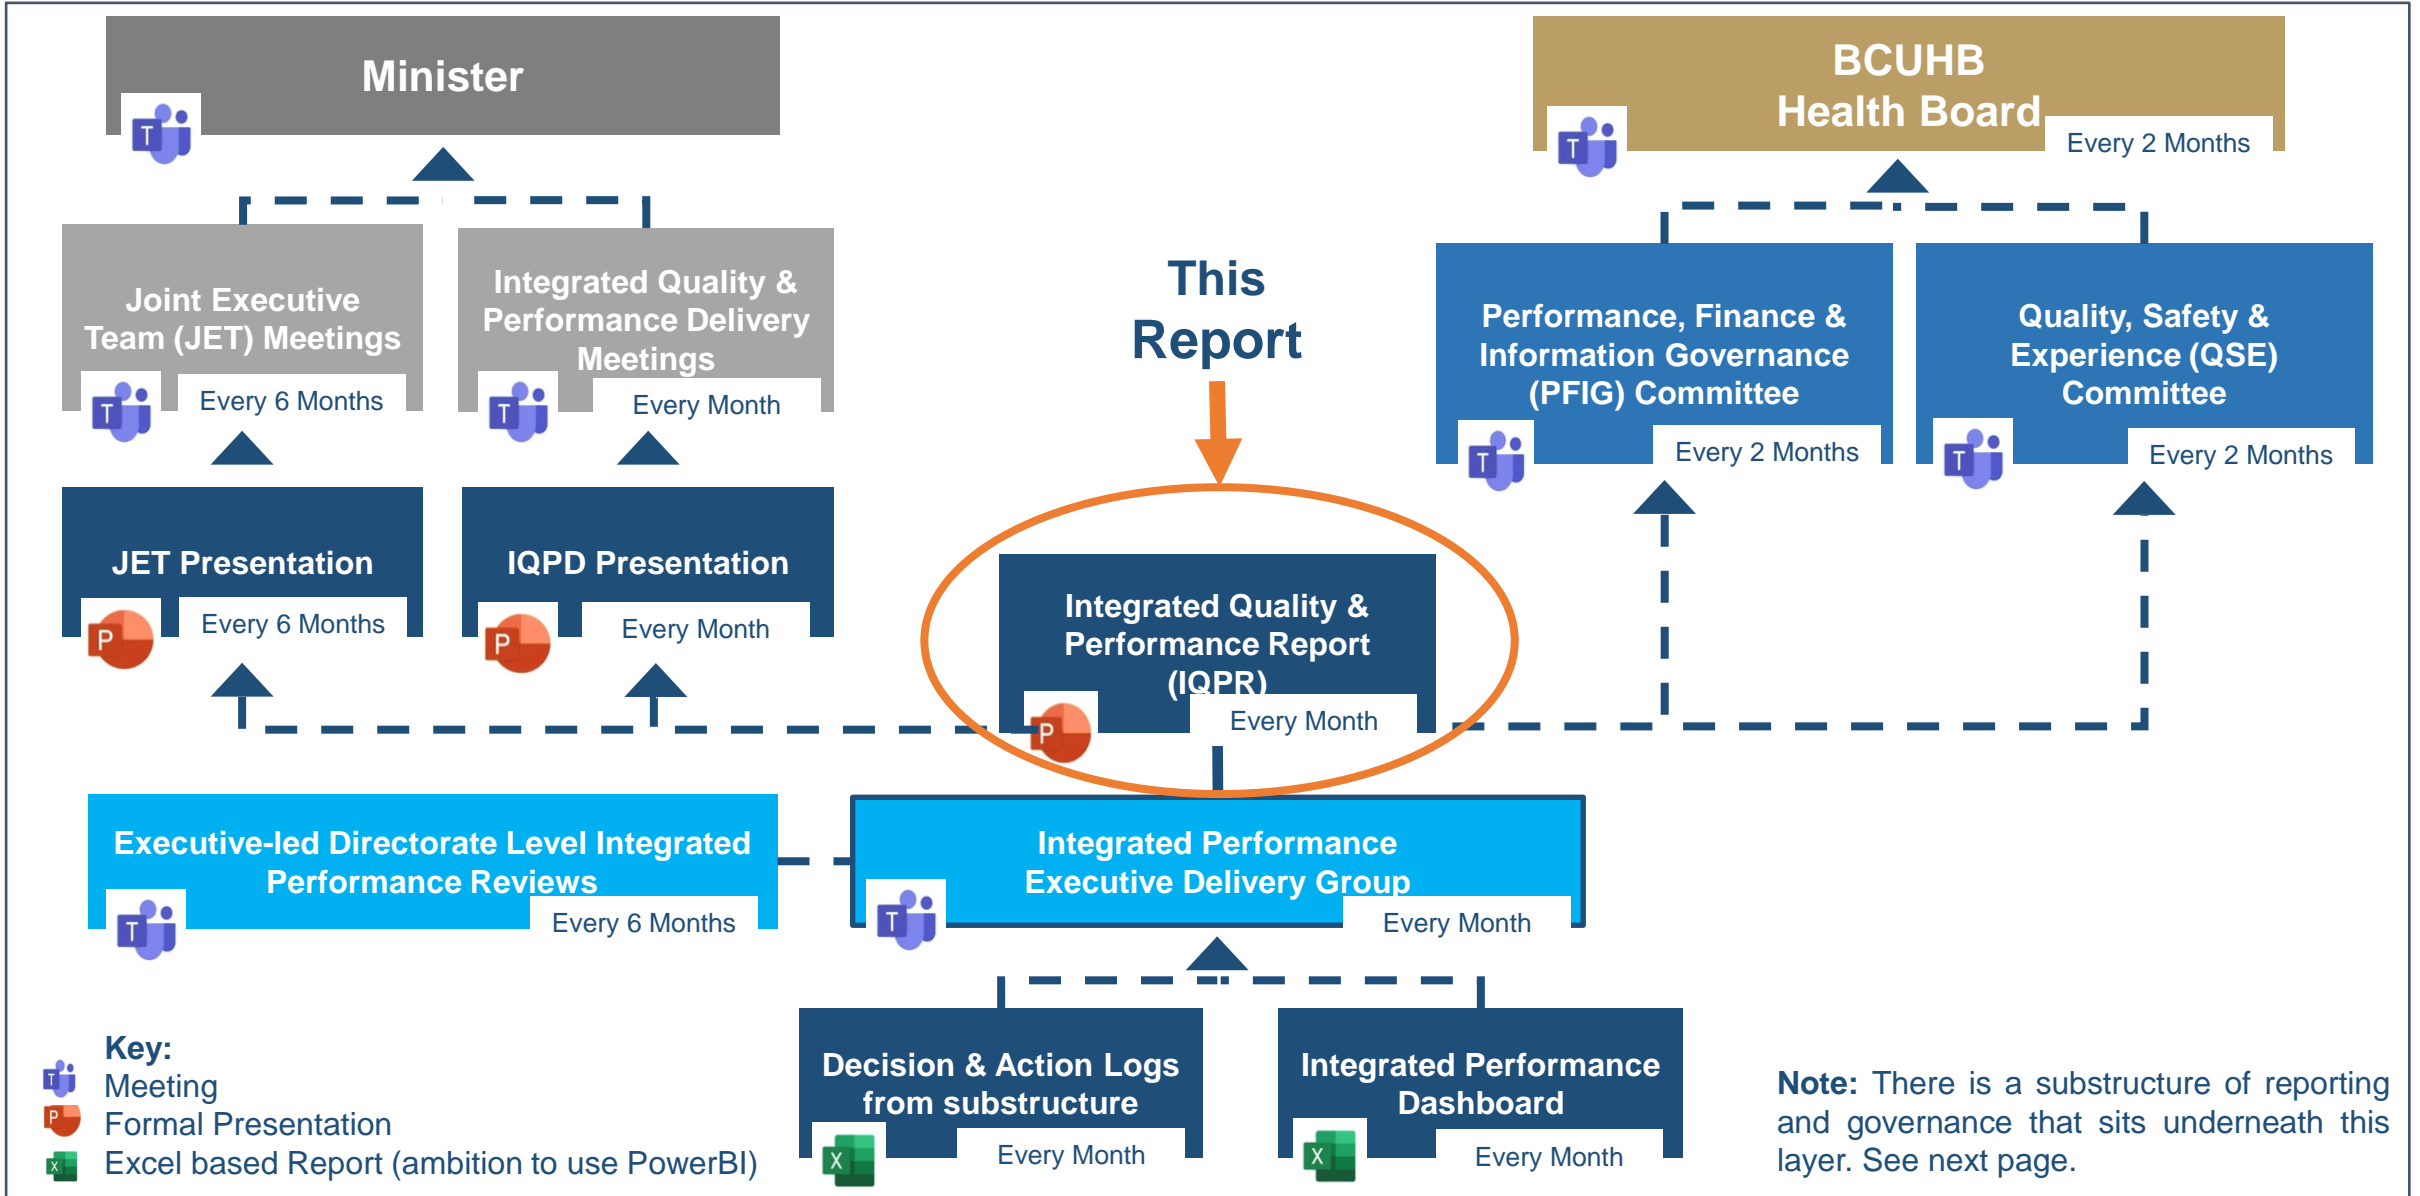 Minister
BCUHB
Health Board
Every 2 Months
Joint Executive
Team (JET) Meetings
Every 6 Months
Integrated Quality &
Performance Delivery
Meetings
Every Month
This
Report
Performance, Finance &
Information Governance
(PFIG) Committee
Every 2 Months
Quality, Safety &
Experience (QSE)
Committee
Every 2 Months
JET Presentation
Every 6 Months
IQPD Presentation
Every Month
Integrated Quality &
Performance Report
(IQPR)
Every Month
Executive-led Directorate Level Integrated
Performance Reviews
Every 6 Months
Integrated Performance
Executive Delivery Group
Every Month
Decision & Action Logs
from substructure
Every Month
Integrated Performance
Dashboard
Every Month
Key:
Meeting
Formal Presentation
Excel based Report (ambition to use PowerBI)
Note: There is a substructure of reporting
and governance that sits underneath this
layer. See next page.